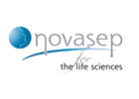 novasep
for
the life sciences